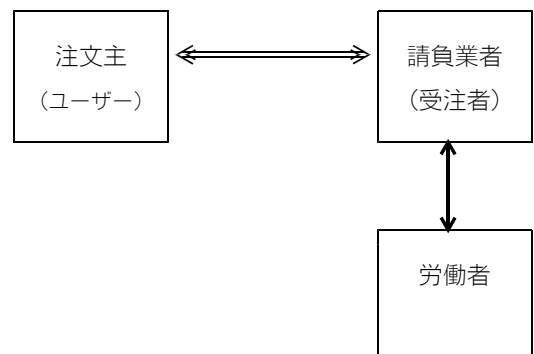 注文主
（ユーザー）
請負業者
（受注者）
労働者